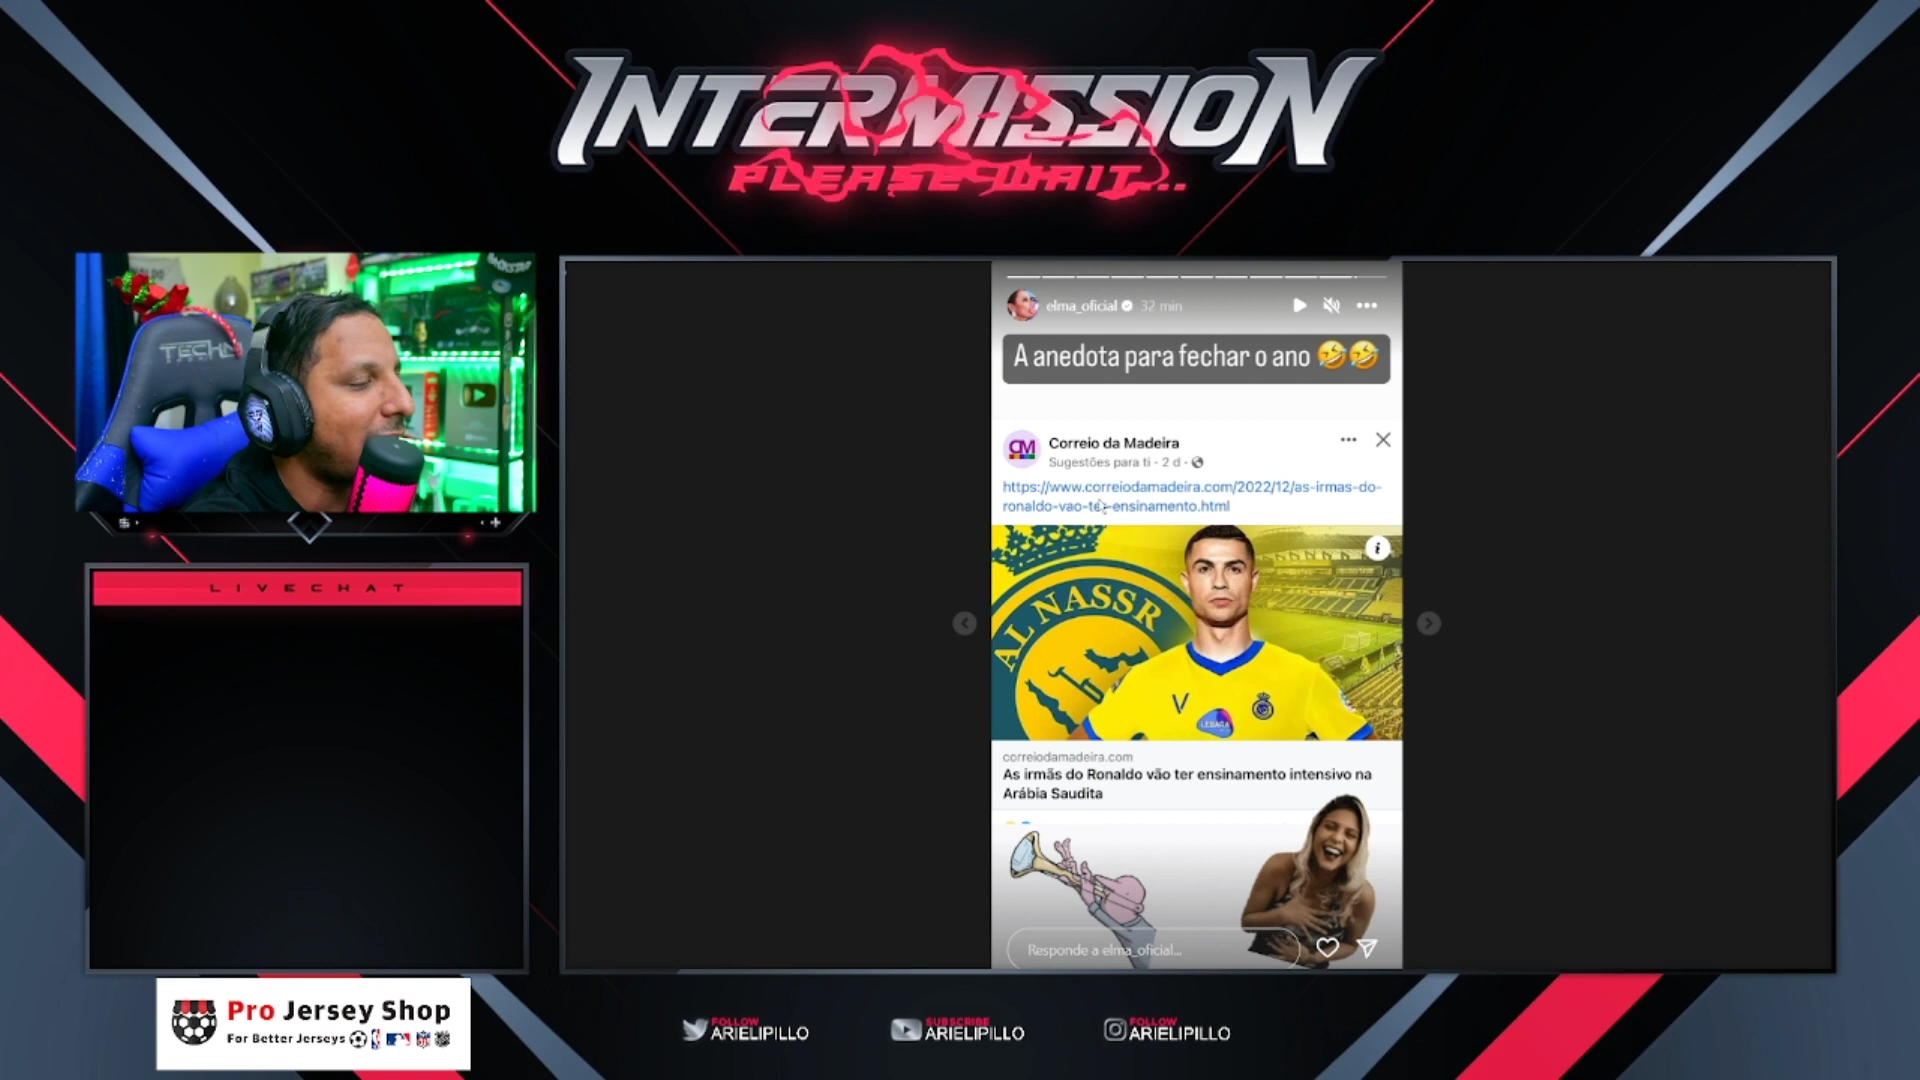 INTERMISSION
PLEASE WAIT...
TECHN
elma_oficial 32 min
A anedota para fechar o ano 🤣🤣
CM
Correio da Madeira
Sugestões para ti · 2 d ·
https://www.correiodamadeira.com/2022/12/as-irmas-do-
ronaldo-vao-ter-ensinamento.html
AL NASSR
LEBARA
correiodamadeira.com
As irmãs do Ronaldo vão ter ensinamento intensivo na
Arábia Saudita
Responde a elma_oficial...
LIVECHAT
Pro Jersey Shop
For Better Jerseys
FOLLOW
ARIELIPILLO
SUBSCRIBE
ARIELIPILLO
FOLLOW
ARIELIPILLO